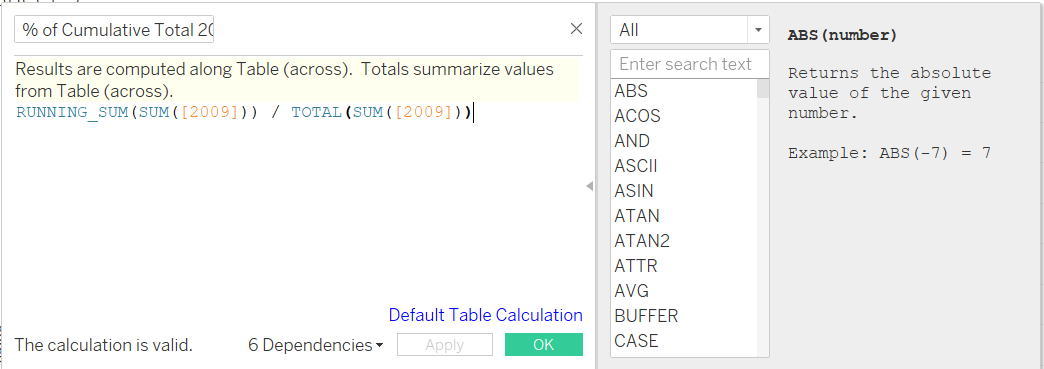 % of Cumulative Total 20
Results are computed along Table (across). Totals summarize values
from Table (across).
RUNNING_SUM(SUM([2009])) / TOTAL(SUM([2009]))
Default Table Calculation
The calculation is valid.
6 Dependencies
Apply
OK
All
Enter search text
ABS
ACOS
AND
ASCII
ASIN
ATAN
ATAN2
ATTR
AVG
BUFFER
CASE
ABS(number)
Returns the absolute
value of the given
number.
Example: ABS(-7) = 7